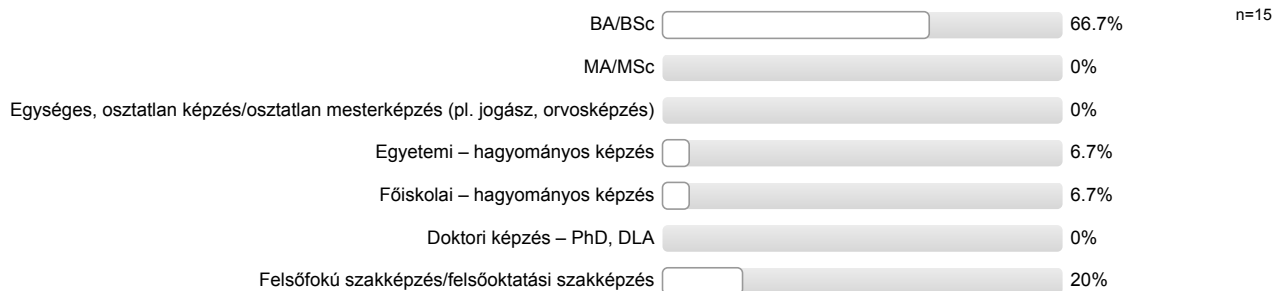 BA/BSc 66.7% n=15
MA/MSc 0%
Egységes, osztatlan képzés/osztatlan mesterképzés (pl. jogász, orvosképzés) 0%
Egyetemi – hagyományos képzés 6.7%
Főiskolai – hagyományos képzés 6.7%
Doktori képzés – PhD, DLA 0%
Felsőfokú szakképzés/felsőoktatási szakképzés 20%